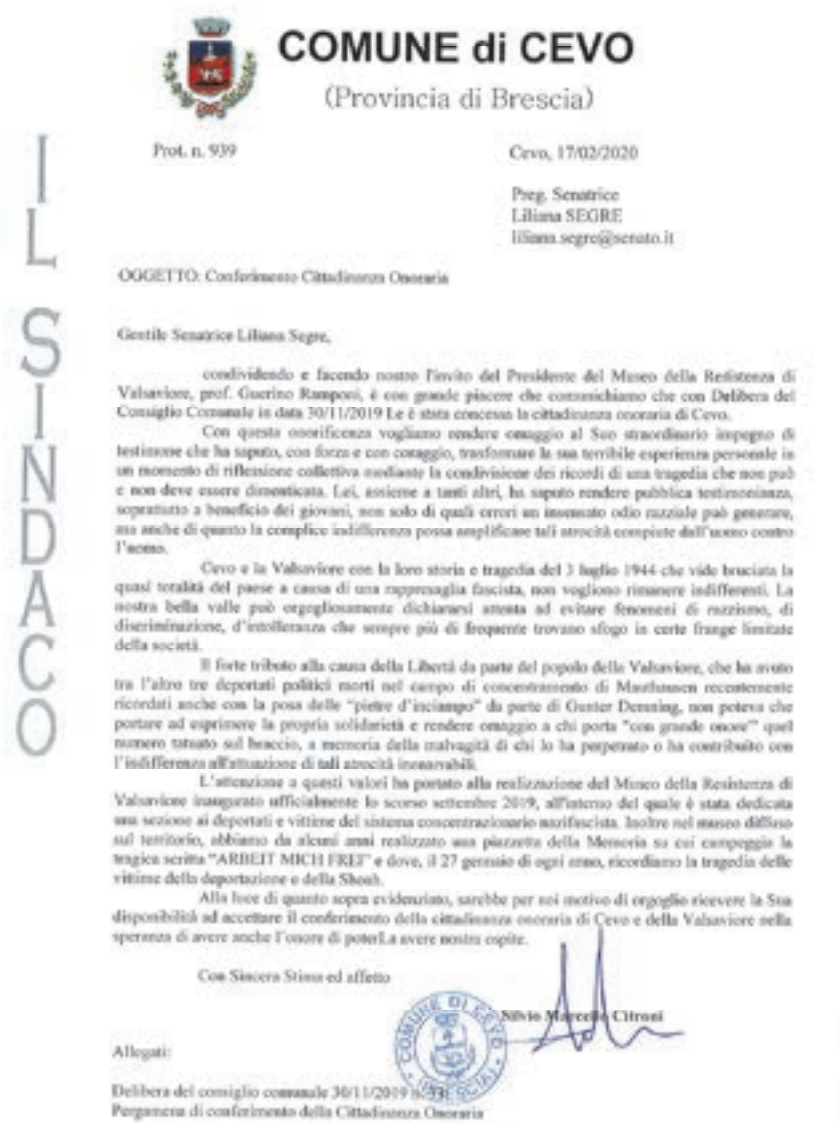 COMUNE di CEVO
(Provincia di Brescia)
IL SINDACO
Prot. n. 939
Cevo, 17/02/2020
Preg. Senatrice
Liliana SEGRE
liliana.segre@senato.it
OGGETTO: Conferimento Cittadinanza Onoraria
Gentile Senatrice Liliana Segre,
condividendo e facendo nostro l'invito del Presidente del Museo della Resistenza di
Valsaviore, prof. Guerino Ramponi, è con grande piacere che comunichiamo che con Delibera del
Consiglio Comunale in data 30/11/2019 Le è stata concessa la cittadinanza onoraria di Cevo.
Con questa onorificenza vogliamo rendere omaggio al Suo straordinario impegno di
testimone che ha saputo, con forza e con coraggio, trasformare la sua terribile esperienza personale in
un momento di riflessione collettiva mediante la condivisione dei ricordi di una tragedia che non può
e non deve essere dimenticata. Lei, assieme a tanti altri, ha saputo rendere pubblica testimonianza,
soprattutto a beneficio dei giovani, non solo di quali errori un insensato odio razziale può generare,
ma anche di quanto la complice indifferenza possa amplificare tali atrocità compiute dall'uomo contro
l'uomo.
Cevo e la Valsaviore con la loro storia e tragedia del 3 luglio 1944 che vide bruciata la
quasi totalità del paese a causa di una rappresaglia fascista, non vogliono rimanere indifferenti. La
nostra bella valle può orgogliosamente dichiararsi attenta ad evitare fenomeni di razzismo, di
discriminazione, d'intolleranza che sempre più di frequente trovano sfogo in certe frange limitate
della società.
Il forte tributo alla causa della Libertà da parte del popolo della Valsaviore, che ha avuto
tra l'altro tre deportati politici morti nel campo di concentramento di Mauthausen recentemente
ricordati anche con la posa delle "pietre d'inciampo" da parte di Gunter Demning, non poteva che
portare ad esprimere la propria solidarietà e rendere omaggio a chi porta "con grande onore" quel
numero tatuato sul braccio, a memoria della malvagità di chi lo ha perpetrato o ha contribuito con
l'indifferenza all'attuazione di tali atrocità inenarrabili.
L'attenzione a questi valori ha portato alla realizzazione del Museo della Resistenza di
Valsaviore inaugurato ufficialmente lo scorso settembre 2019, all'interno del quale è stata dedicata
una sezione ai deportati e vittime del sistema concentrazionario nazifascista. Inoltre nel museo diffuso
sul territorio, abbiamo da alcuni anni realizzato una piazzetta della Memoria su cui campeggia la
tragica scritta "ARBEIT MICH FREI" e dove, il 27 gennaio di ogni anno, ricordiamo la tragedia delle
vittime della deportazione e della Shoah.
Alla luce di quanto sopra evidenziato, sarebbe per noi motivo di orgoglio ricevere la Sua
disponibilità ad accettare il conferimento della cittadinanza onoraria di Cevo e della Valsaviore nella
speranza di avere anche l'onore di poterLa avere nostra ospite.
Con Sincera Stima ed affetto
Silvio Marcello Citroni
COMUNE DI CEVO
(BRESCIA)
Allegati:
Delibera del consiglio comunale 30/11/2019 n.
Pergamena di conferimento della Cittadinanza Onoraria